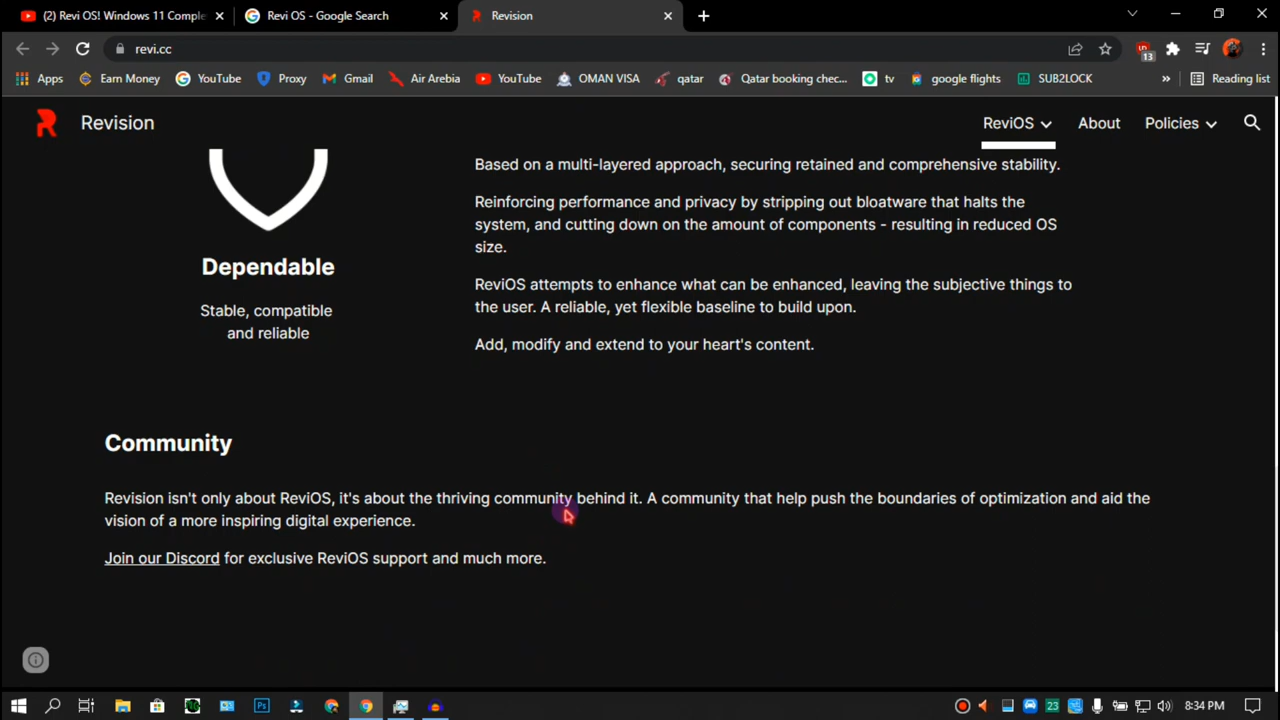 (2) Revi OS! Windows 11 Comple
Revi OS - Google Search
Revision
revi.cc
13
Apps
Earn Money
YouTube
Proxy
Gmail
Air Arebia
YouTube
OMAN VISA
qatar
Qatar booking chec...
tv
google flights
SUB2LOCK
»
Reading list
Revision
ReviOS
About
Policies
Based on a multi-layered approach, securing retained and comprehensive stability.
Reinforcing performance and privacy by stripping out bloatware that halts the
system, and cutting down on the amount of components - resulting in reduced OS
size.
Dependable
Stable, compatible
and reliable
ReviOS attempts to enhance what can be enhanced, leaving the subjective things to
the user. A reliable, yet flexible baseline to build upon.
Add, modify and extend to your heart's content.
Community
Revision isn't only about ReviOS, it's about the thriving community behind it. A community that help push the boundaries of optimization and aid the
vision of a more inspiring digital experience.
Join our Discord for exclusive ReviOS support and much more.
Ps
23
8:34 PM